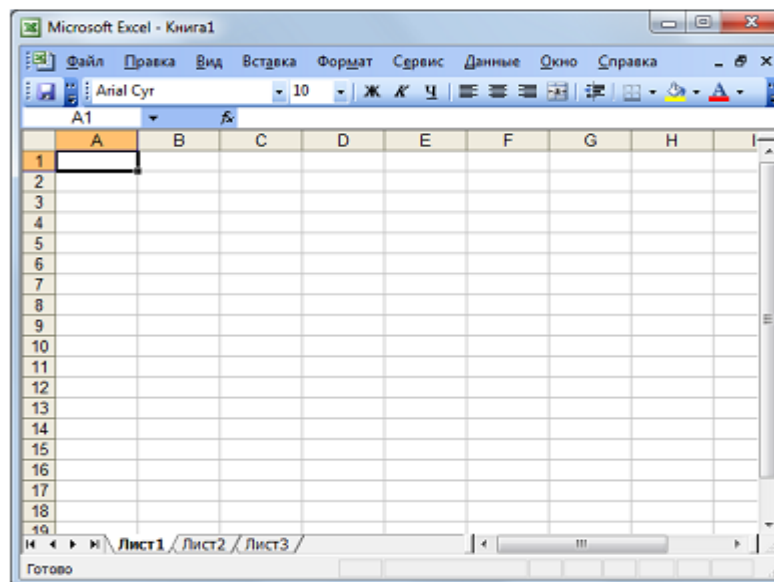 Microsoft Excel - Книга1
Файл Правка Вид Вставка Формат Сервис Данные Окно Справка
Arial Cyr 10 Ж К Ч A
A1 fx
A B C D E F G H I
1
2
3
4
5
6
7
8
9
10
11
12
13
14
15
16
17
18
19
Лист1 Лист2 Лист3
Готово